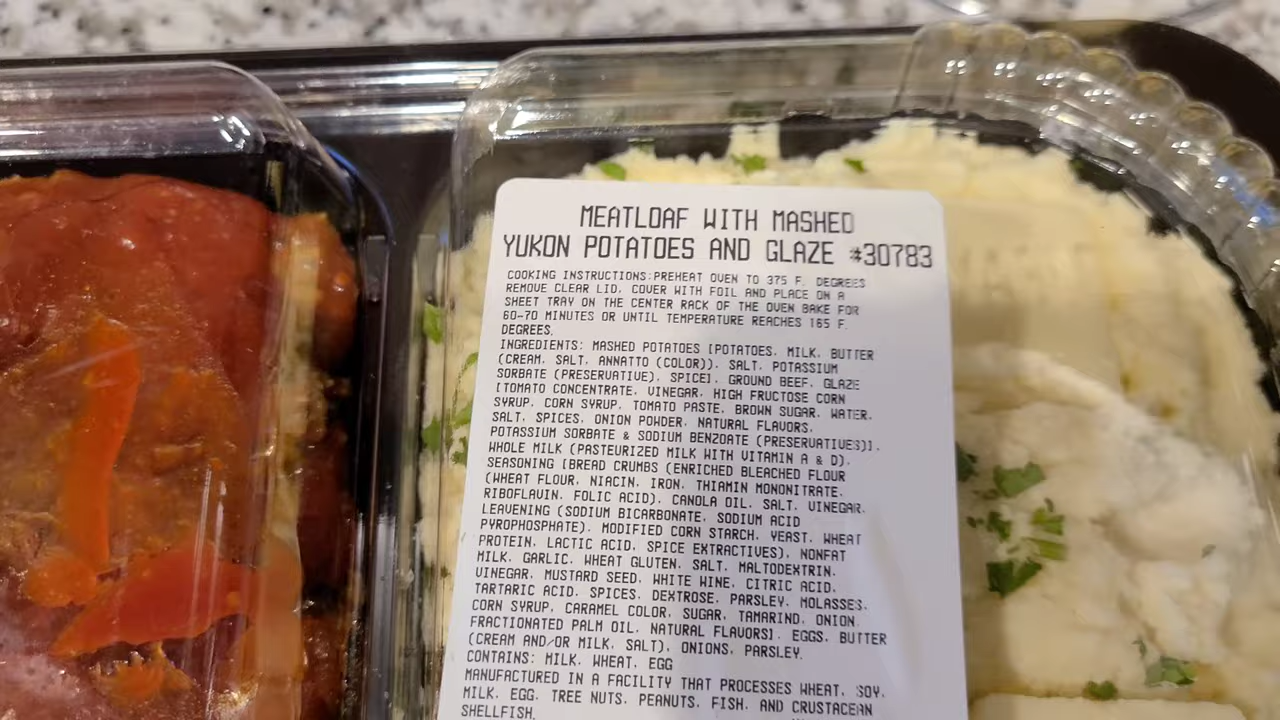 MEATLOAF WITH MASHED
YUKON POTATOES AND GLAZE #30783
COOKING INSTRUCTIONS:PREHEAT OVEN TO 375 F. DEGREES
REMOVE CLEAR LID, COVER WITH FOIL AND PLACE ON A
SHEET TRAY ON THE CENTER RACK OF THE OVEN BAKE FOR
60-70 MINUTES OR UNTIL TEMPERATURE REACHES 165 F.
DEGREES.
INGREDIENTS: MASHED POTATOES [POTATOES, MILK, BUTTER
(CREAM, SALT, ANNATTO (COLOR)), SALT, POTASSIUM
SORBATE (PRESERVATIVE), SPICE], GROUND BEEF, GLAZE
[TOMATO CONCENTRATE, VINEGAR, HIGH FRUCTOSE CORN
SYRUP, CORN SYRUP, TOMATO PASTE, BROWN SUGAR, WATER,
SALT, SPICES, ONION POWDER, NATURAL FLAVORS,
POTASSIUM SORBATE & SODIUM BENZOATE (PRESERVATIVES)],
WHOLE MILK (PASTEURIZED MILK WITH VITAMIN A & D),
SEASONING [BREAD CRUMBS (ENRICHED BLEACHED FLOUR
(WHEAT FLOUR, NIACIN, IRON, THIAMIN MONONITRATE,
RIBOFLAVIN, FOLIC ACID), CANOLA OIL, SALT, VINEGAR,
LEAVENING (SODIUM BICARBONATE, SODIUM ACID
PYROPHOSPHATE), MODIFIED CORN STARCH, YEAST, WHEAT
PROTEIN, LACTIC ACID, SPICE EXTRACTIVES), NONFAT
MILK, GARLIC, WHEAT GLUTEN, SALT, MALTODEXTRIN,
VINEGAR, MUSTARD SEED, WHITE WINE, CITRIC ACID,
TARTARIC ACID, SPICES, DEXTROSE, PARSLEY, MOLASSES,
CORN SYRUP, CARAMEL COLOR, SUGAR, TAMARIND, ONION,
FRACTIONATED PALM OIL, NATURAL FLAVORS], EGGS, BUTTER
(CREAM AND/OR MILK, SALT), ONIONS, PARSLEY.
CONTAINS: MILK, WHEAT, EGG
MANUFACTURED IN A FACILITY THAT PROCESSES WHEAT, SOY,
MILK, EGG, TREE NUTS, PEANUTS, FISH, AND CRUSTACEAN
SHELLFISH.